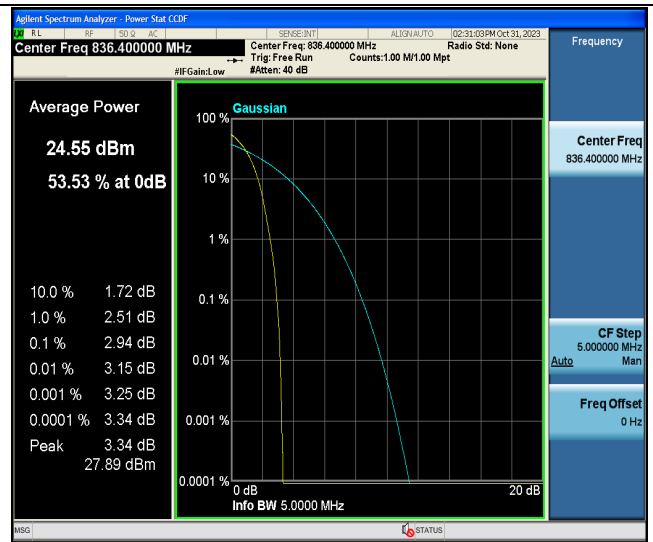 Agilent Spectrum Analyzer - Power Stat CCDF
LXI RL RF 50 Ω AC SENSE:INT ALIGN AUTO 02:31:03 PM Oct 31, 2023
Center Freq 836.400000 MHz
Center Freq: 836.400000 MHz Radio Std: None
Trig: Free Run Counts:1.00 M/1.00 Mpt
#IFGain:Low #Atten: 40 dB
Frequency
Average Power
24.55 dBm
53.53 % at 0dB
10.0 % 1.72 dB
1.0 % 2.51 dB
0.1 % 2.94 dB
0.01 % 3.15 dB
0.001 % 3.25 dB
0.0001 % 3.34 dB
Peak 3.34 dB
27.89 dBm
Gaussian
100 %
10 %
1 %
0.1 %
0.01 %
0.001 %
0.0001 %
0 dB 20 dB
Info BW 5.0000 MHz
Center Freq
836.400000 MHz
CF Step
5.000000 MHz
Auto Man
Freq Offset
0 Hz
MSG STATUS